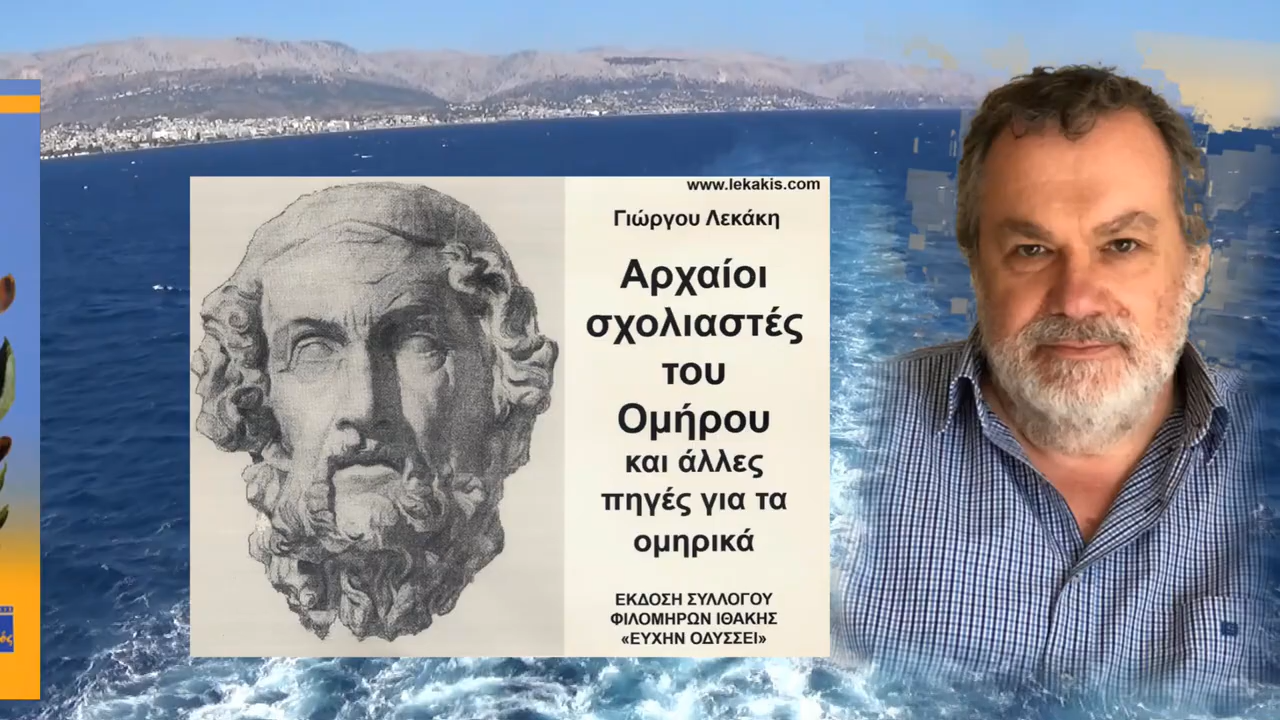 www.lekakis.com
Γιώργου Λεκάκη
Αρχαίοι
σχολιαστές
του
Ομήρου
και άλλες
πηγές για τα
ομηρικά
ΕΚΔΟΣΗ ΣΥΛΛΟΓΟΥ
ΦΙΛΟΜΗΡΩΝ ΙΘΑΚΗΣ
«ΕΥΧΗΝ ΟΔΥΣΣΕΙ»